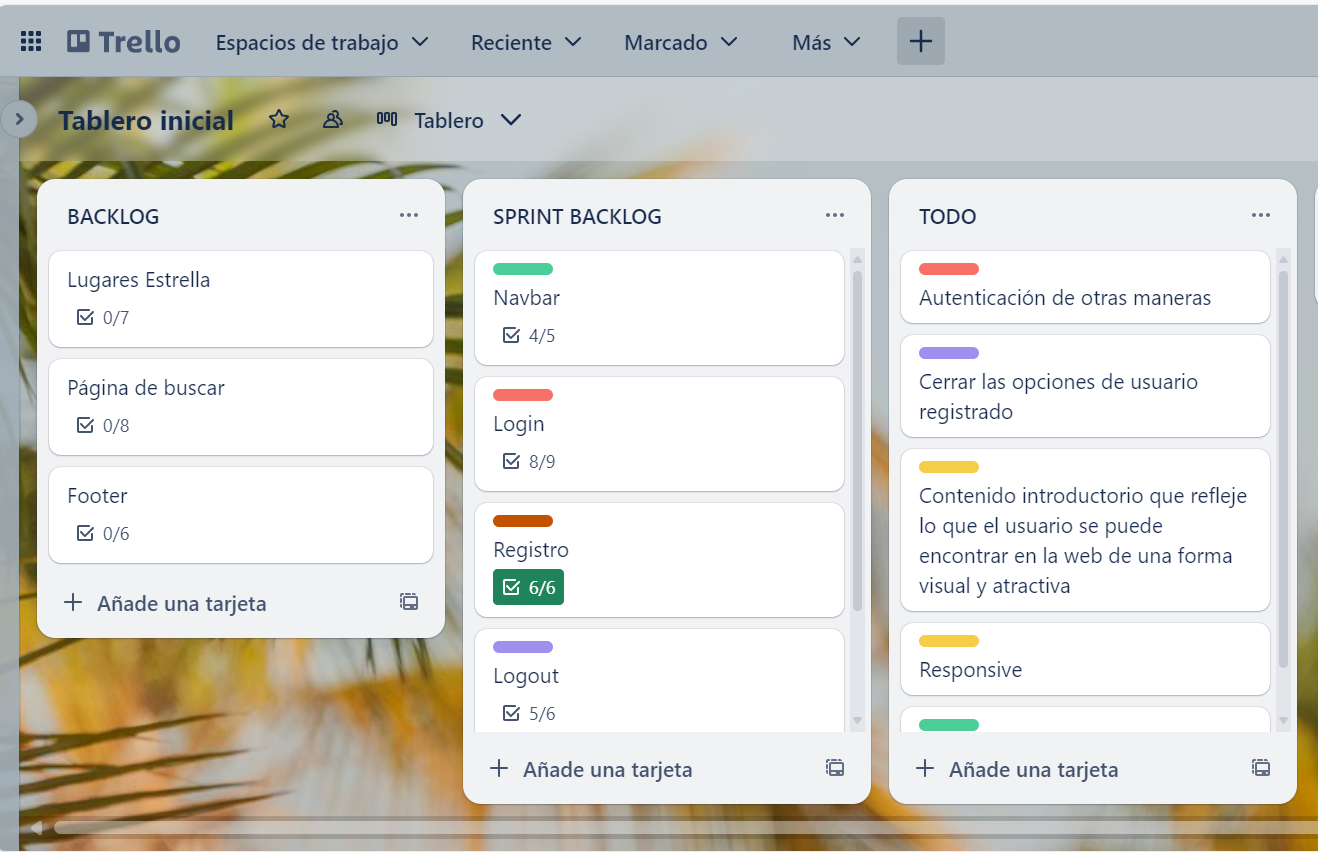 Trello
Espacios de trabajo
Reciente
Marcado
Más
Tablero inicial
Tablero
BACKLOG
Lugares Estrella
0/7
Página de buscar
0/8
Footer
0/6
Añade una tarjeta
SPRINT BACKLOG
Navbar
4/5
Login
8/9
Registro
6/6
Logout
5/6
Añade una tarjeta
TODO
Autenticación de otras maneras
Cerrar las opciones de usuario
registrado
Contenido introductorio que refleje
lo que el usuario se puede
encontrar en la web de una forma
visual y atractiva
Responsive
Añade una tarjeta